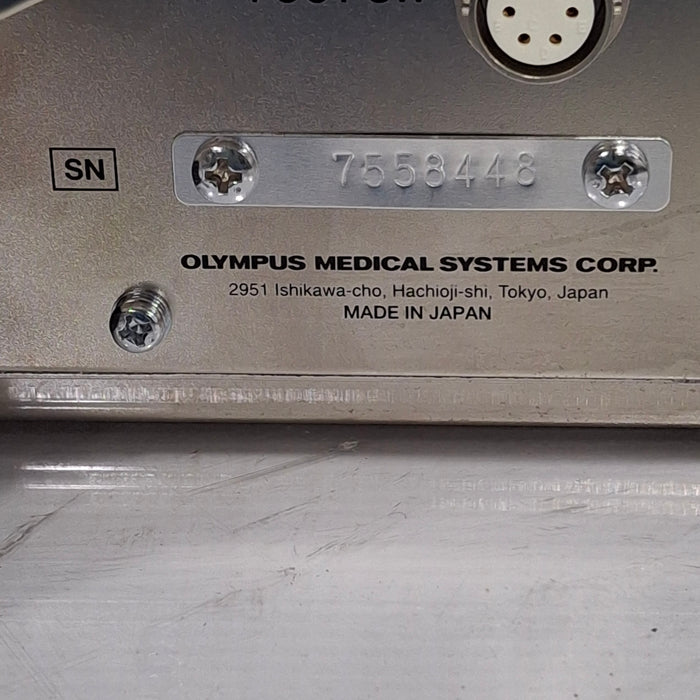 SN
7558448
OLYMPUS MEDICAL SYSTEMS CORP.
2951 Ishikawa-cho, Hachioji-shi, Tokyo, Japan
MADE IN JAPAN